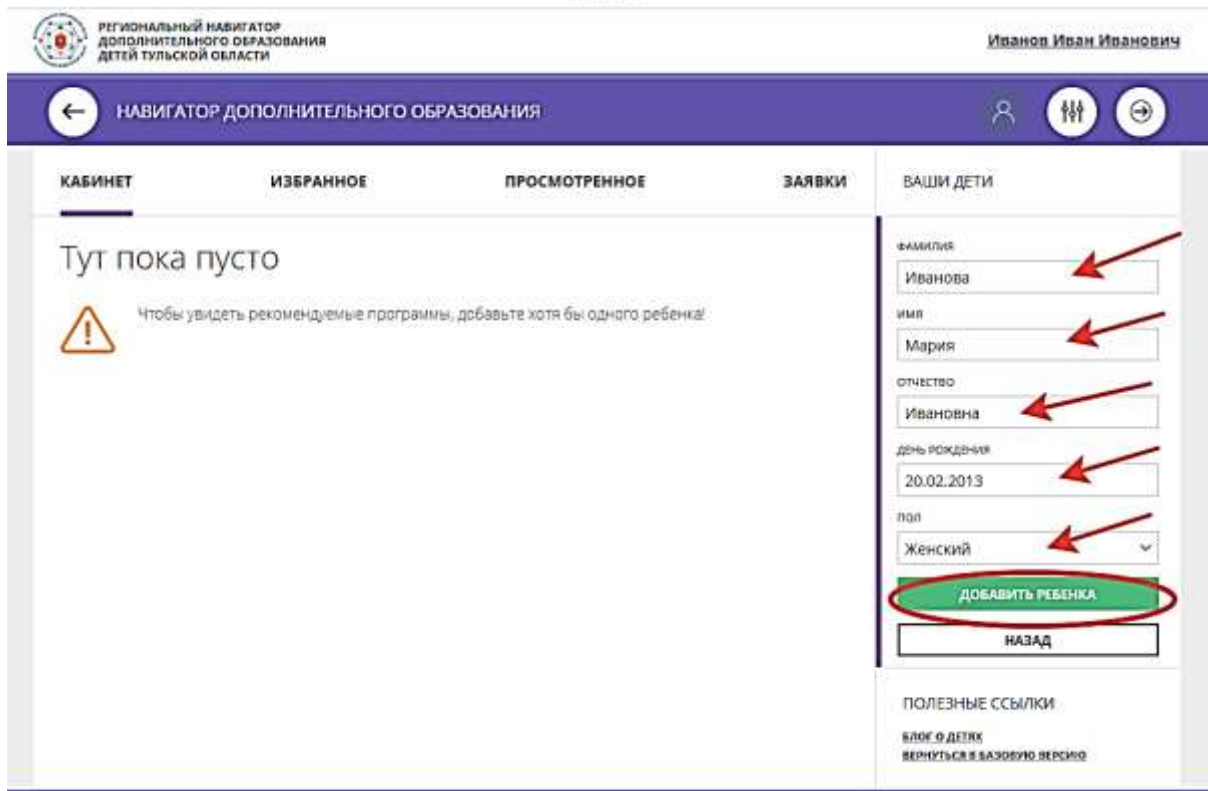 РЕГИОНАЛЬНЫЙ НАВИГАТОР
ДОПОЛНИТЕЛЬНОГО ОБРАЗОВАНИЯ
ДЕТЕЙ ТУЛЬСКОЙ ОБЛАСТИ
Иванов Иван Иванович
НАВИГАТОР ДОПОЛНИТЕЛЬНОГО ОБРАЗОВАНИЯ
КАБИНЕТ
ИЗБРАННОЕ
ПРОСМОТРЕННОЕ
ЗАЯВКИ
Тут пока пусто
Чтобы увидеть рекомендуемые программы, добавьте хотя бы одного ребенка!
ВАШИ ДЕТИ
ФАМИЛИЯ
Иванова
ИМЯ
Мария
ОТЧЕСТВО
Ивановна
ДЕНЬ РОЖДЕНИЯ
20.02.2013
ПОЛ
Женский
ДОБАВИТЬ РЕБЕНКА
НАЗАД
ПОЛЕЗНЫЕ ССЫЛКИ
БЛОГ О ДЕТЯХ
ВЕРНУТЬСЯ В БАЗОВУЮ ВЕРСИЮ